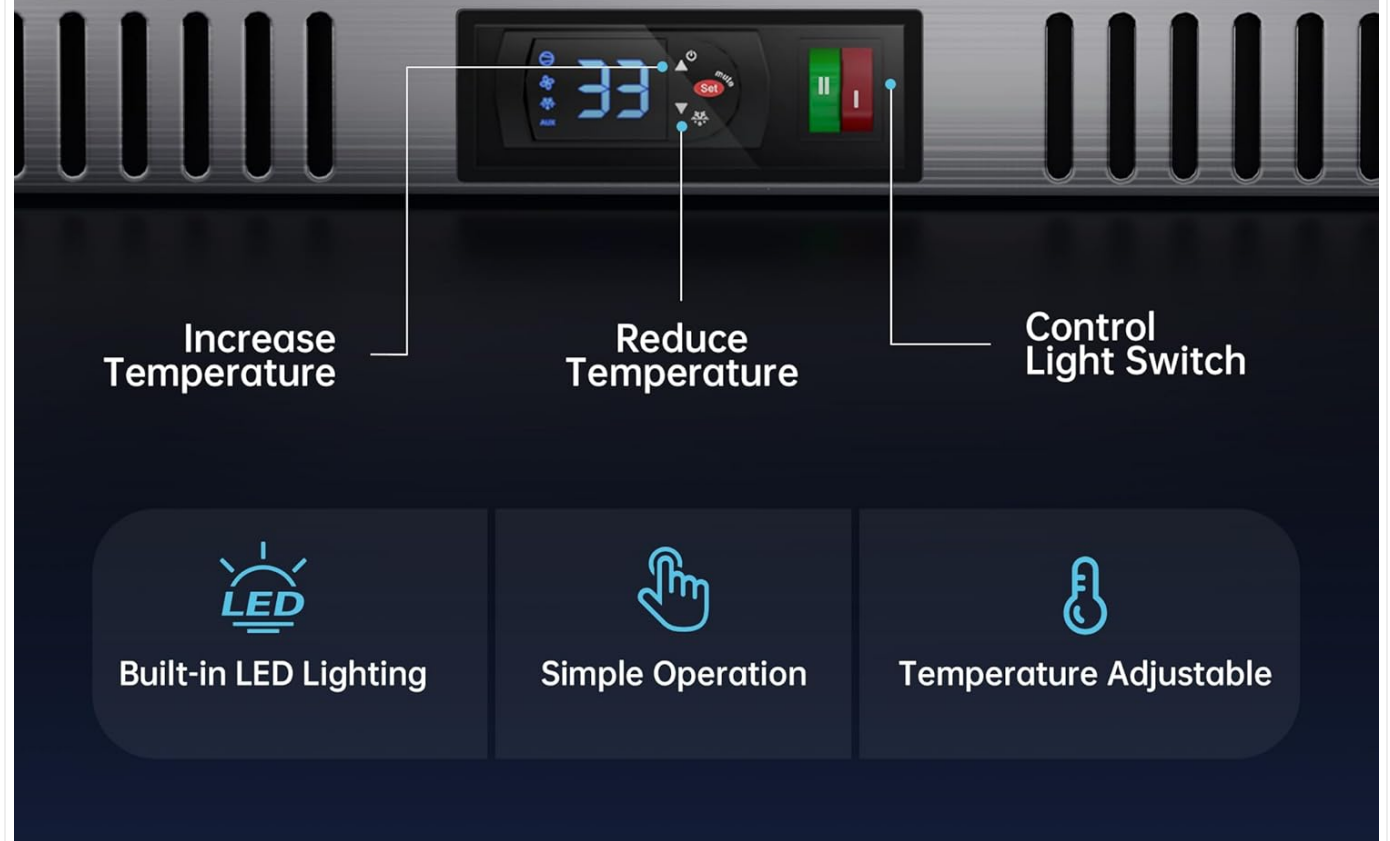 33
mute
Set
AUX
II
I
Increase
Temperature
Reduce
Temperature
Control
Light Switch
LED
Built-in LED Lighting
Simple Operation
Temperature Adjustable